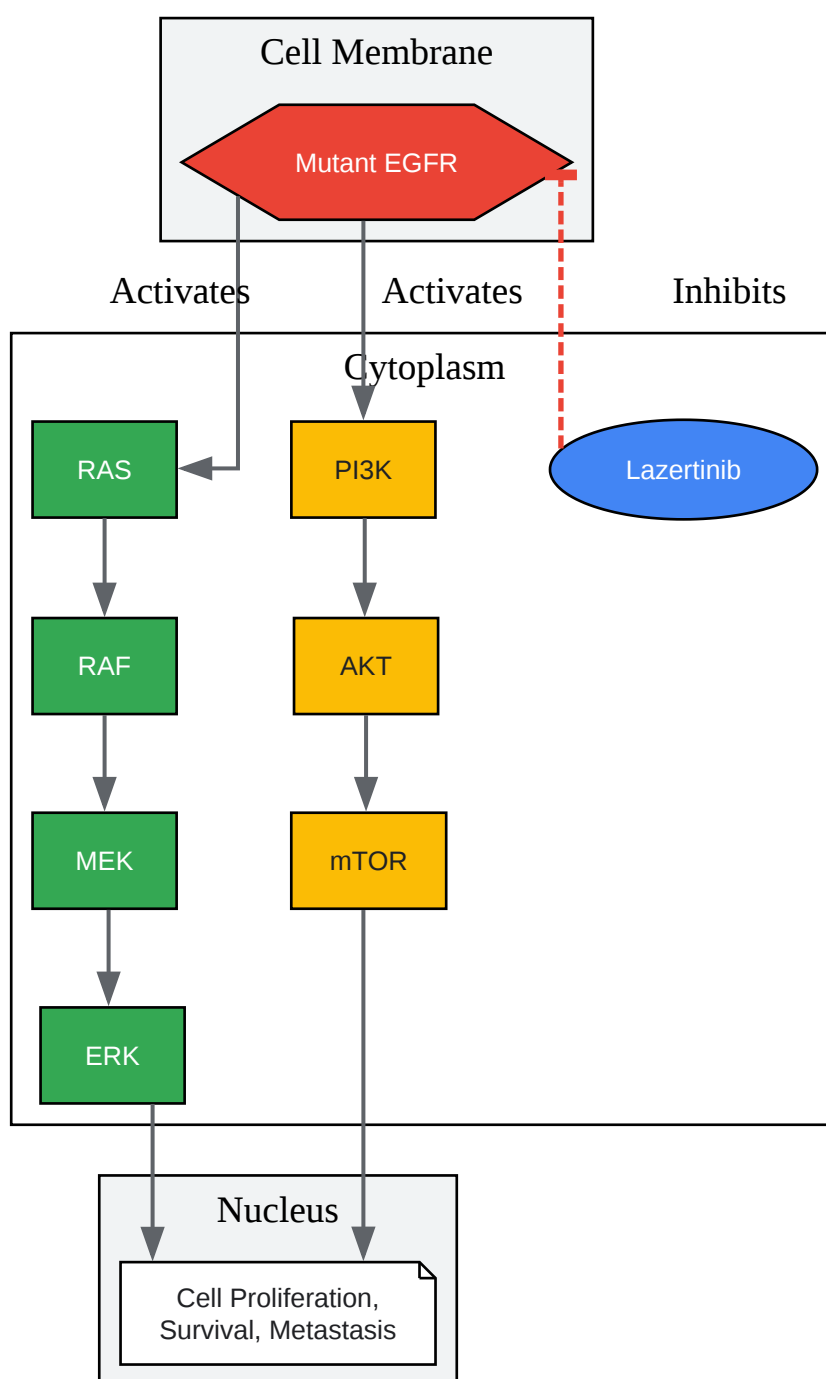 Cell Membrane
Mutant EGFR
Activates
Activates
Inhibits
Cytoplasm
RAS
PI3K
Lazertinib
RAF
AKT
MEK
mTOR
ERK
Nucleus
Cell Proliferation,
Survival, Metastasis